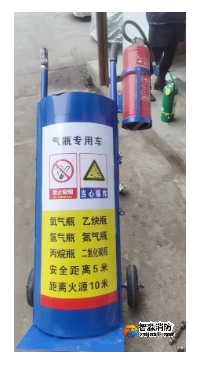 气瓶专用车
禁止吸烟 当心爆炸
氧气瓶 乙炔瓶
氩气瓶 氮气瓶
丙烷瓶 二氧化碳瓶
安全距离5米
距离火源10米
智淼消防